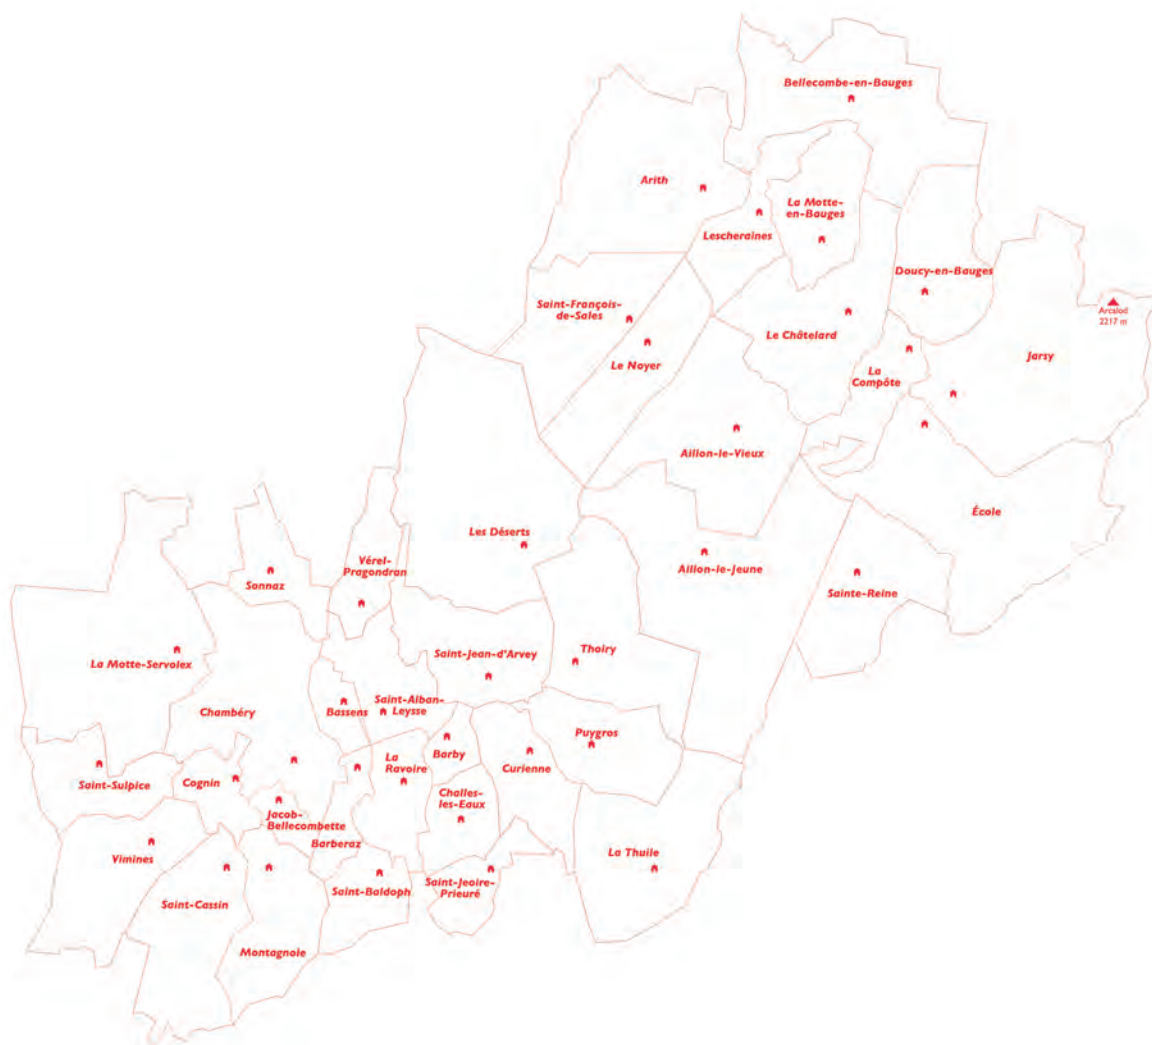 Bellecombe-en-Bauges
Arith
La Motte-
en-Bauges
Lescheraines
Doucy-en-Bauges
Saint-François-
de-Sales
Arcalod
2217 m
Le Châtelard
Jarsy
Le Noyer
La
Compôte
Aillon-le-Vieux
École
Les Déserts
Vérel-
Pragondran
Aillon-le-Jeune
Sonnaz
Sainte-Reine
La Motte-Servolex
Saint-Jean-d'Arvey
Thoiry
Saint-Alban-
Leysse
Chambéry
Bassens
Puygros
Barby
La
Ravoire
Curienne
Saint-Sulpice
Cognin
Challes-
les-Eaux
Jacob-
Bellecombette
Barberaz
Vimines
La Thuile
Saint-Baldoph
Saint-Jeoire-
Prieuré
Saint-Cassin
Montagnole